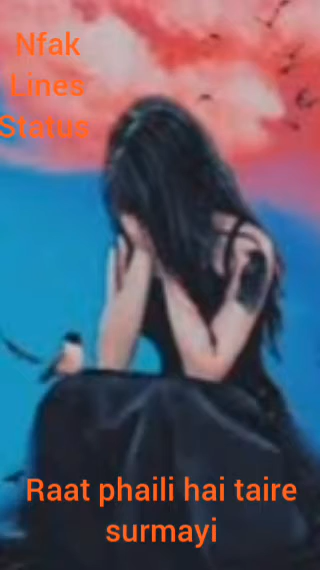 Nfak
Lines
Status
Raat phaili hai taire
surmayi